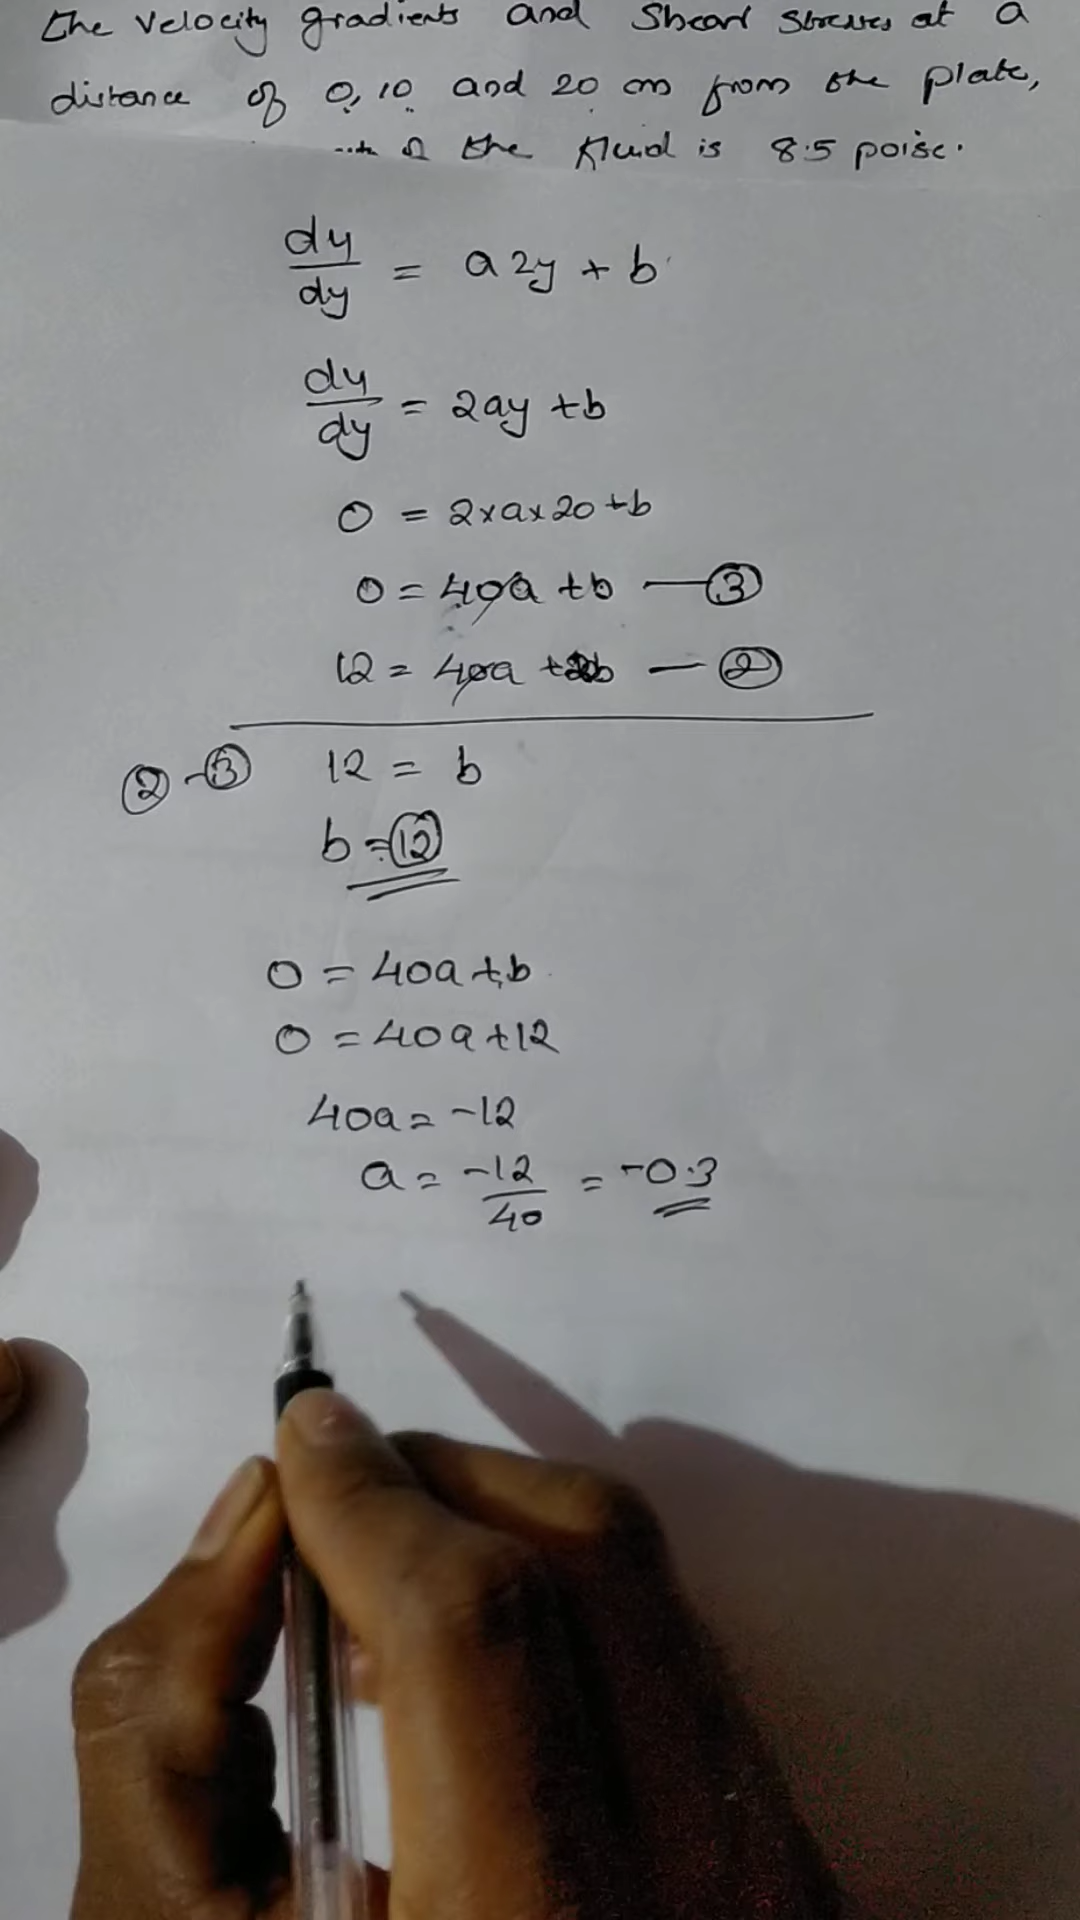 the velocity gradients and Shear Stresses at a
distance of 0, 10 and 20 cm from the plate,
the fluid is 8.5 poise.
du/dy = a 2y + b
du/dy = 2ay + b
0 = 2×a×20 + b
0 = 40a + b — ③
12 = 40a + 2b — ②
② - ③ 12 = b
b = 12
0 = 40a + b
0 = 40a + 12
40a = -12
a = -12/40 = -0.3